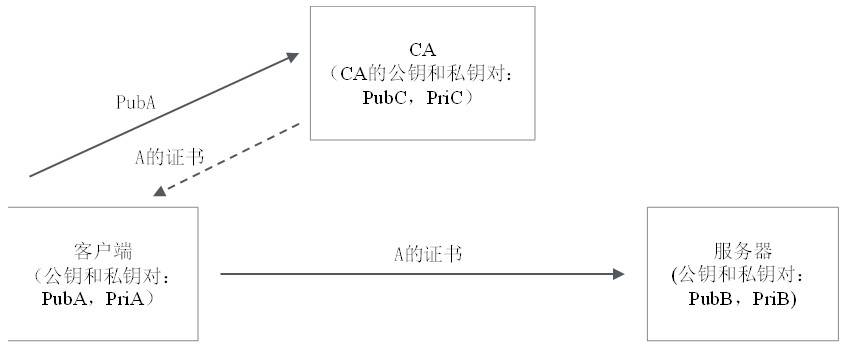 CA
（CA的公钥和私钥对：
PubC，PriC）
PubA
A的证书
客户端
（公钥和私钥对：
PubA，PriA）
A的证书
服务器
(公钥和私钥对：
PubB，PriB)